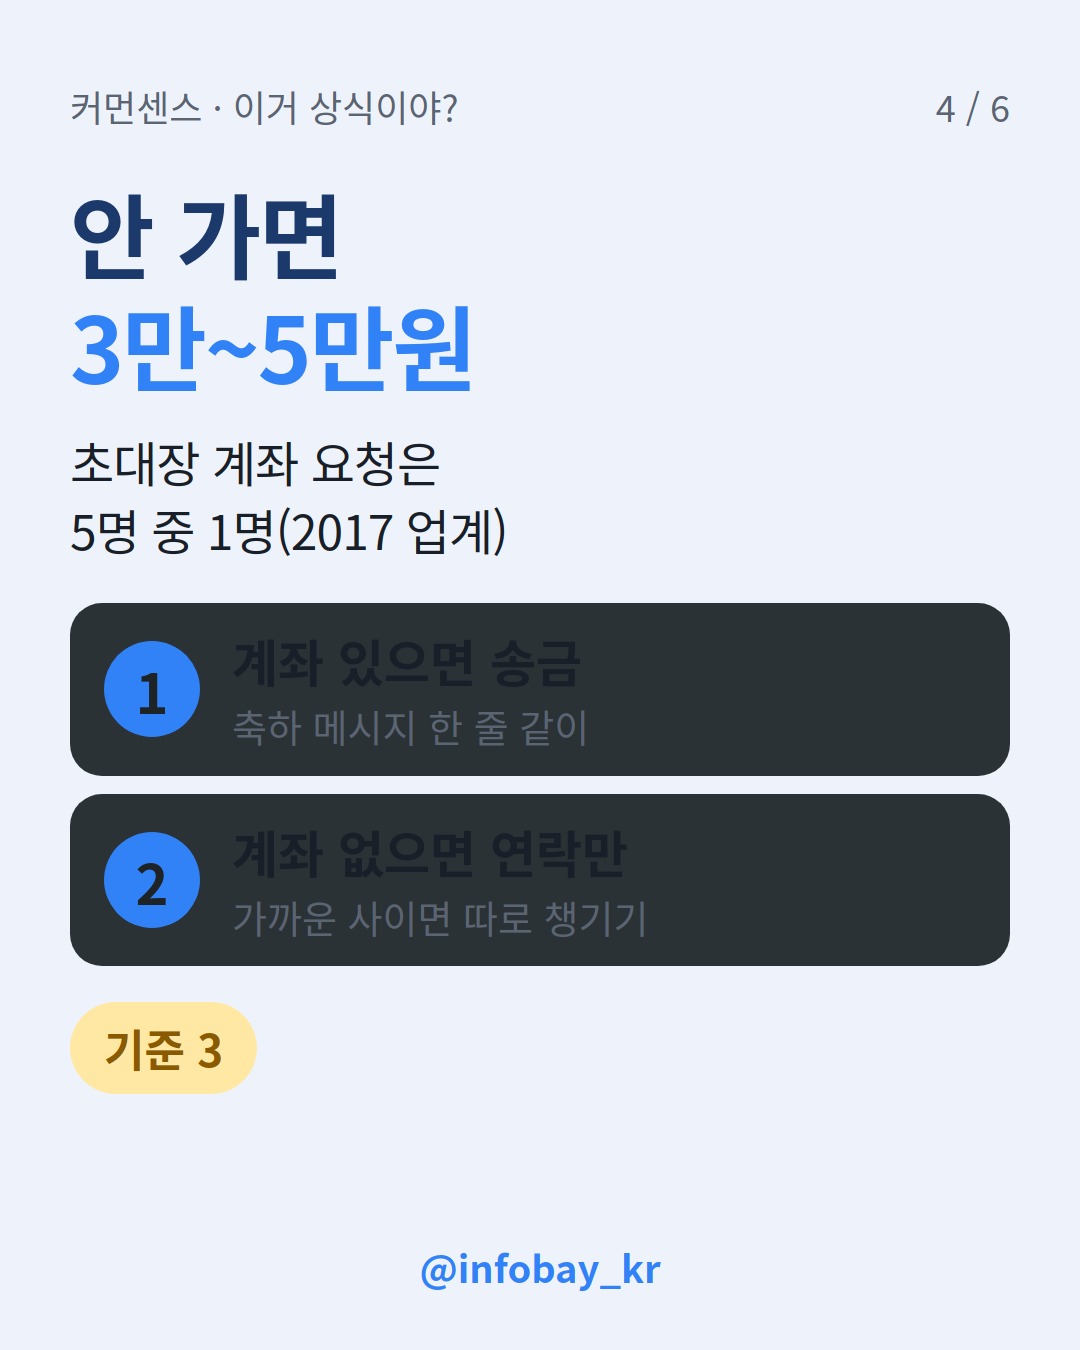 커먼센스 · 이거 상식이야?
4 / 6
안 가면
3만~5만원
초대장 계좌 요청은
5명 중 1명(2017 업계)
1
계좌 있으면 송금
축하 메시지 한 줄 같이
2
계좌 없으면 연락만
가까운 사이면 따로 챙기기
기준 3
@infobay_kr